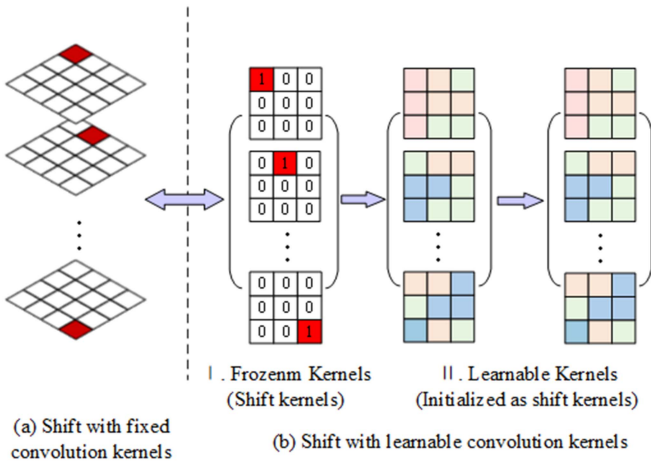 1 0 0
0 0 0
0 0 0
0 1 0
0 0 0
0 0 0
0 0 0
0 0 0
0 0 1
Ⅰ. Frozenm Kernels
(Shift kernels)
Ⅱ. Learnable Kernels
(Initialized as shift kernels)
(a) Shift with fixed
convolution kernels
(b) Shift with learnable convolution kernels